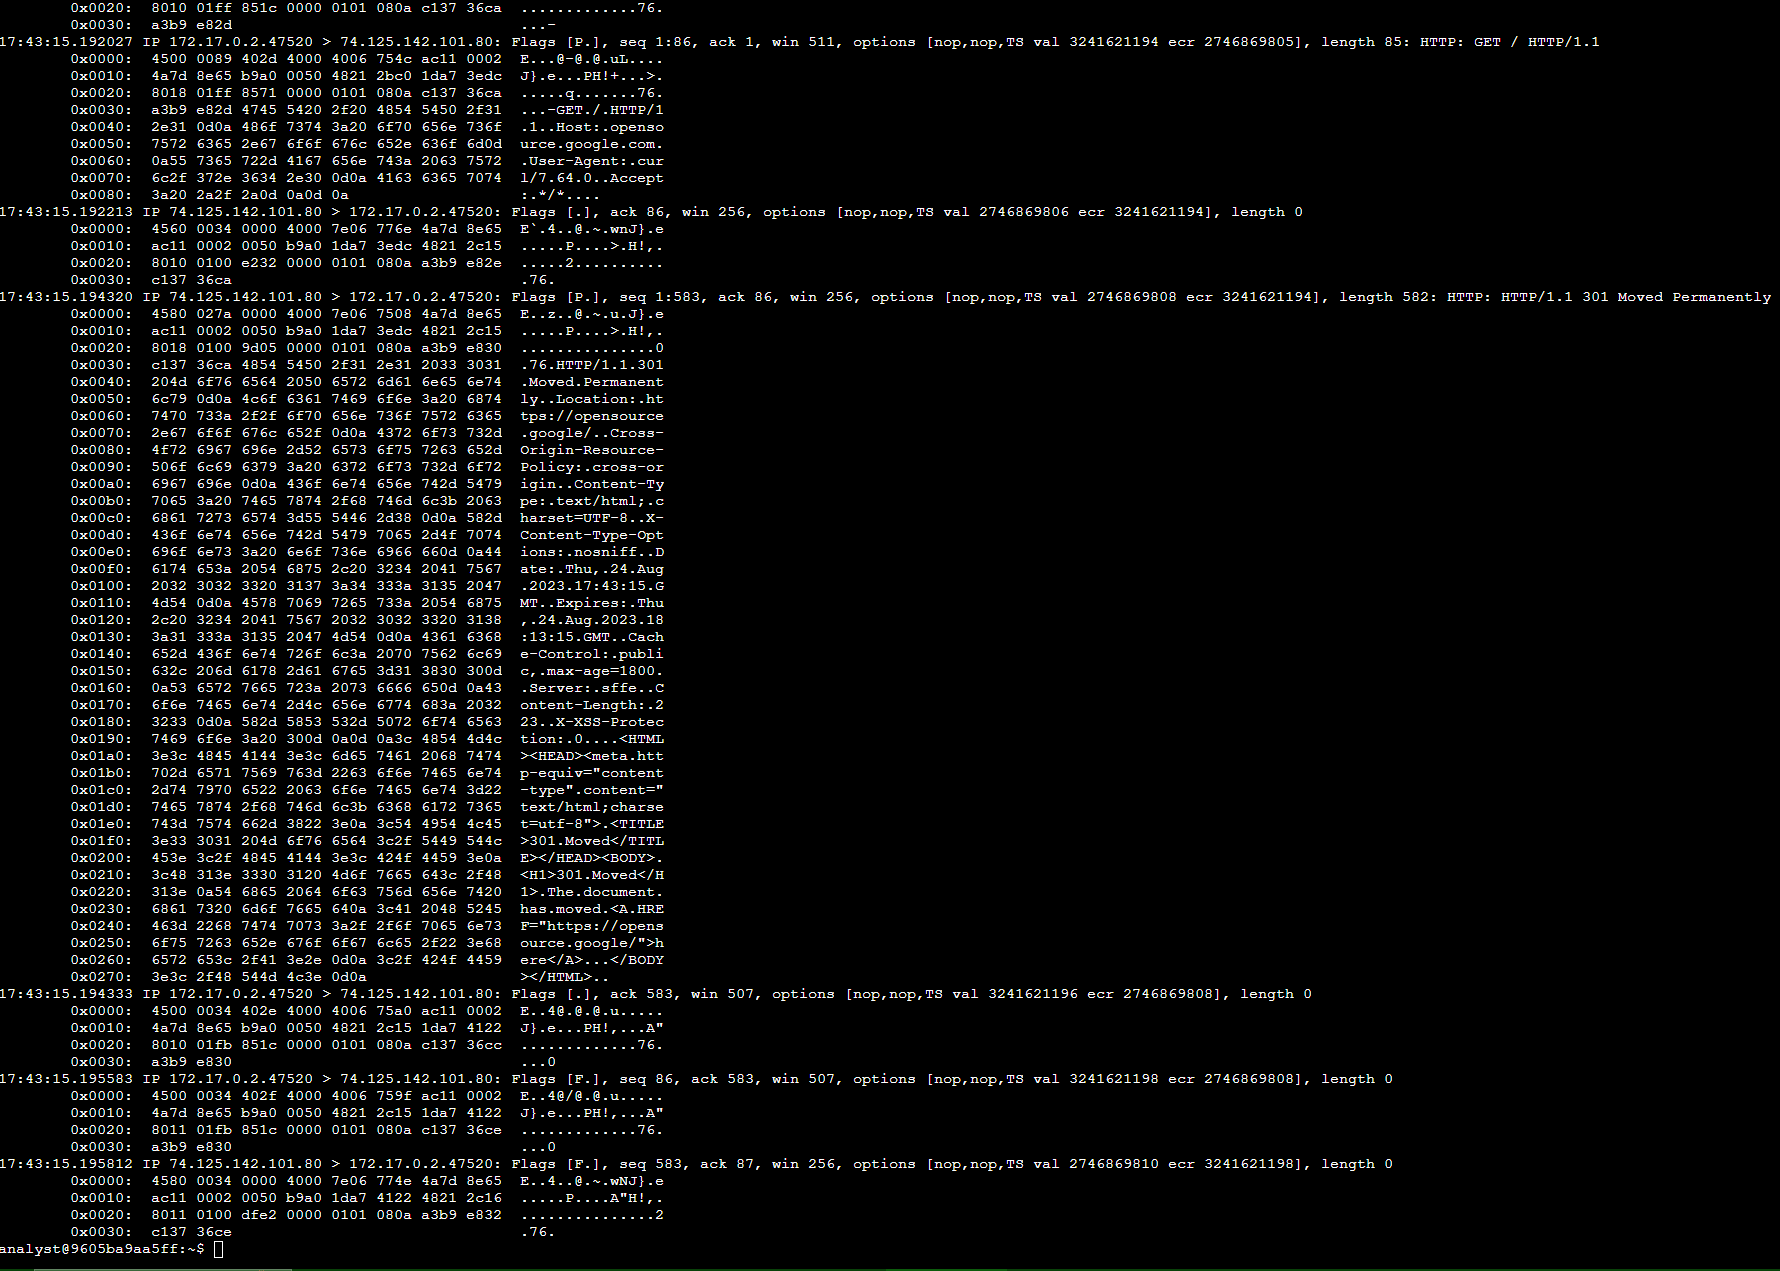 0x0020:  8010 01ff 851c 0000 0101 080a c137 36ca  .............76.
0x0030:  a3b9 e82d                                ...-
17:43:15.192027 IP 172.17.0.2.47520 > 74.125.142.101.80: Flags [P.], seq 1:86, ack 1, win 511, options [nop,nop,TS val 3241621194 ecr 2746869805], length 85: HTTP: GET / HTTP/1.1
0x0000:  4500 0089 402d 4000 4006 754c ac11 0002  E...@-@.@.uL....
0x0010:  4a7d 8e65 b9a0 0050 4821 2bc0 1da7 3edc  J}.e...PH!+...>.
0x0020:  8018 01ff 8571 0000 0101 080a c137 36ca  .....q.......76.
0x0030:  a3b9 e82d 4745 5420 2f20 4854 5450 2f31  ...-GET./.HTTP/1
0x0040:  2e31 0d0a 486f 7374 3a20 6f70 656e 736f  .1..Host:.openso
0x0050:  7572 6365 2e67 6f6f 676c 652e 636f 6d0d  urce.google.com.
0x0060:  0a55 7365 722d 4167 656e 743a 2063 7572  .User-Agent:.cur
0x0070:  6c2f 372e 3634 2e30 0d0a 4163 6365 7074  l/7.64.0..Accept
0x0080:  3a20 2a2f 2a0d 0a0d 0a                   :.*/*....
17:43:15.192213 IP 74.125.142.101.80 > 172.17.0.2.47520: Flags [.], ack 86, win 256, options [nop,nop,TS val 2746869806 ecr 3241621194], length 0
0x0000:  4560 0034 0000 4000 7e06 776e 4a7d 8e65  E`.4..@.~.wnJ}.e
0x0010:  ac11 0002 0050 b9a0 1da7 3edc 4821 2c15  .....P....>.H!,.
0x0020:  8010 0100 e232 0000 0101 080a a3b9 e82e  .....2..........
0x0030:  c137 36ca                                .76.
17:43:15.194320 IP 74.125.142.101.80 > 172.17.0.2.47520: Flags [P.], seq 1:583, ack 86, win 256, options [nop,nop,TS val 2746869808 ecr 3241621194], length 582: HTTP: HTTP/1.1 301 Moved Permanently
0x0000:  4580 027a 0000 4000 7e06 7508 4a7d 8e65  E..z..@.~.u.J}.e
0x0010:  ac11 0002 0050 b9a0 1da7 3edc 4821 2c15  .....P....>.H!,.
0x0020:  8018 0100 9d05 0000 0101 080a a3b9 e830  ...............0
0x0030:  c137 36ca 4854 5450 2f31 2e31 2033 3031  .76.HTTP/1.1.301
0x0040:  204d 6f76 6564 2050 6572 6d61 6e65 6e74  .Moved.Permanent
0x0050:  6c79 0d0a 4c6f 6361 7469 6f6e 3a20 6874  ly..Location:.ht
0x0060:  7470 733a 2f2f 6f70 656e 736f 7572 6365  tps://opensource
0x0070:  2e67 6f6f 676c 652f 0d0a 4372 6f73 732d  .google/..Cross-
0x0080:  4f72 6967 696e 2d52 6573 6f75 7263 652d  Origin-Resource-
0x0090:  506f 6c69 6379 3a20 6372 6f73 732d 6f72  Policy:.cross-or
0x00a0:  6967 696e 0d0a 436f 6e74 656e 742d 5479  igin..Content-Ty
0x00b0:  7065 3a20 7465 7874 2f68 746d 6c3b 2063  pe:.text/html;.c
0x00c0:  6861 7273 6574 3d55 5446 2d38 0d0a 582d  harset=UTF-8..X-
0x00d0:  436f 6e74 656e 742d 5479 7065 2d4f 7074  Content-Type-Opt
0x00e0:  696f 6e73 3a20 6e6f 736e 6966 660d 0a44  ions:.nosniff..D
0x00f0:  6174 653a 2054 6875 2c20 3234 2041 7567  ate:.Thu,.24.Aug
0x0100:  2032 3032 3320 3137 3a34 333a 3135 2047  .2023.17:43:15.G
0x0110:  4d54 0d0a 4578 7069 7265 733a 2054 6875  MT..Expires:.Thu
0x0120:  2c20 3234 2041 7567 2032 3032 3320 3138  ,.24.Aug.2023.18
0x0130:  3a31 333a 3135 2047 4d54 0d0a 4361 6368  :13:15.GMT..Cach
0x0140:  652d 436f 6e74 726f 6c3a 2070 7562 6c69  e-Control:.publi
0x0150:  632c 206d 6178 2d61 6765 3d31 3830 300d  c,.max-age=1800.
0x0160:  0a53 6572 7665 723a 2073 6666 650d 0a43  .Server:.sffe..C
0x0170:  6f6e 7465 6e74 2d4c 656e 6774 683a 2032  ontent-Length:.2
0x0180:  3233 0d0a 582d 5853 532d 5072 6f74 6563  23..X-XSS-Protec
0x0190:  7469 6f6e 3a20 300d 0a0d 0a3c 4854 4d4c  tion:.0....<HTML
0x01a0:  3e3c 4845 4144 3e3c 6d65 7461 2068 7474  ><HEAD><meta.htt
0x01b0:  702d 6571 7569 763d 2263 6f6e 7465 6e74  p-equiv="content
0x01c0:  2d74 7970 6522 2063 6f6e 7465 6e74 3d22  -type".content="
0x01d0:  7465 7874 2f68 746d 6c3b 6368 6172 7365  text/html;charse
0x01e0:  743d 7574 662d 3822 3e0a 3c54 4954 4c45  t=utf-8">.<TITLE
0x01f0:  3e33 3031 204d 6f76 6564 3c2f 5449 544c  >301.Moved</TITL
0x0200:  453e 3c2f 4845 4144 3e3c 424f 4459 3e0a  E></HEAD><BODY>.
0x0210:  3c48 313e 3330 3120 4d6f 7665 643c 2f48  <H1>301.Moved</H
0x0220:  313e 0a54 6865 2064 6f63 756d 656e 7420  1>.The.document.
0x0230:  6861 7320 6d6f 7665 640a 3c41 2048 5245  has.moved.<A.HRE
0x0240:  463d 2268 7474 7073 3a2f 2f6f 7065 6e73  F="https://opens
0x0250:  6f75 7263 652e 676f 6f67 6c65 2f22 3e68  ource.google/">h
0x0260:  6572 653c 2f41 3e2e 0d0a 3c2f 424f 4459  ere</A>...</BODY
0x0270:  3e3c 2f48 544d 4c3e 0d0a                 ></HTML>..
17:43:15.194333 IP 172.17.0.2.47520 > 74.125.142.101.80: Flags [.], ack 583, win 507, options [nop,nop,TS val 3241621196 ecr 2746869808], length 0
0x0000:  4500 0034 402e 4000 4006 75a0 ac11 0002  E..4@.@.@.u.....
0x0010:  4a7d 8e65 b9a0 0050 4821 2c15 1da7 4122  J}.e...PH!,...A"
0x0020:  8010 01fb 851c 0000 0101 080a c137 36cc  .............76.
0x0030:  a3b9 e830                                ...0
17:43:15.195583 IP 172.17.0.2.47520 > 74.125.142.101.80: Flags [F.], seq 86, ack 583, win 507, options [nop,nop,TS val 3241621198 ecr 2746869808], length 0
0x0000:  4500 0034 402f 4000 4006 759f ac11 0002  E..4@/@.@.u.....
0x0010:  4a7d 8e65 b9a0 0050 4821 2c15 1da7 4122  J}.e...PH!,...A"
0x0020:  8011 01fb 851c 0000 0101 080a c137 36ce  .............76.
0x0030:  a3b9 e830                                ...0
17:43:15.195812 IP 74.125.142.101.80 > 172.17.0.2.47520: Flags [F.], seq 583, ack 87, win 256, options [nop,nop,TS val 2746869810 ecr 3241621198], length 0
0x0000:  4580 0034 0000 4000 7e06 774e 4a7d 8e65  E..4..@.~.wNJ}.e
0x0010:  ac11 0002 0050 b9a0 1da7 4122 4821 2c16  .....P....A"H!,.
0x0020:  8011 0100 dfe2 0000 0101 080a a3b9 e832  ...............2
0x0030:  c137 36ce                                .76.
analyst@9605ba9aa5ff:~$